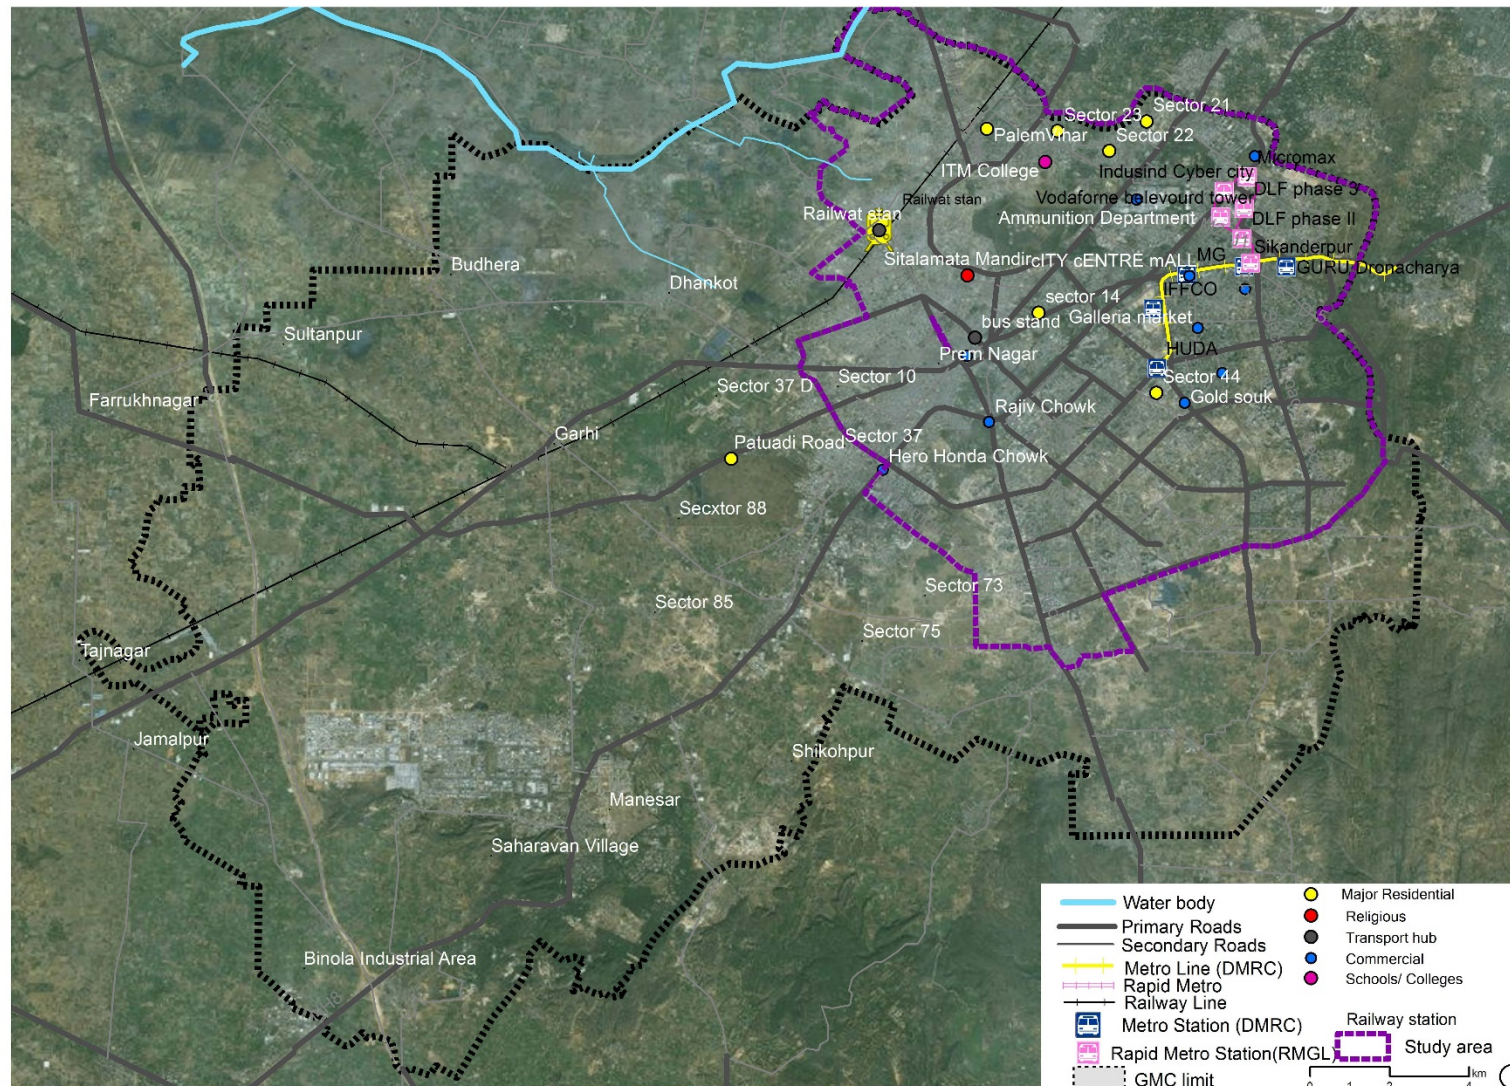 Sector 21
Sector 23
PalemVihar
Sector 22
Micromax
ITM College
Indusind Cyber city
DLF phase 3
Railwat stan
Vodaforne belevourd tower
Railwat stan
Ammunition Department
DLF phase II
Sikanderpur
Sitalamata Mandir
cITY cENTRE mALL
MG
GURU Dronacharya
Budhera
Dhankot
IFFCO
sector 14
Galleria market
bus stand
Sultanpur
HUDA
Prem Nagar
Sector 10
Sector 37 D
Sector 44
Gold souk
Farrukhnagar
Rajiv Chowk
Garhi
Patuadi Road
Sector 37
Hero Honda Chowk
Secxtor 88
Sector 73
Sector 85
Sector 75
Tajnagar
Jamalpur
Shikohpur
Manesar
Saharavan Village
Binola Industrial Area
NH8
Water body
Primary Roads
Secondary Roads
Metro Line (DMRC)
Rapid Metro
Railway Line
Metro Station (DMRC)
Rapid Metro Station(RMGL)
GMC limit
Major Residential
Religious
Transport hub
Commercial
Schools/ Colleges
Railway station
Study area
km
0 1 2